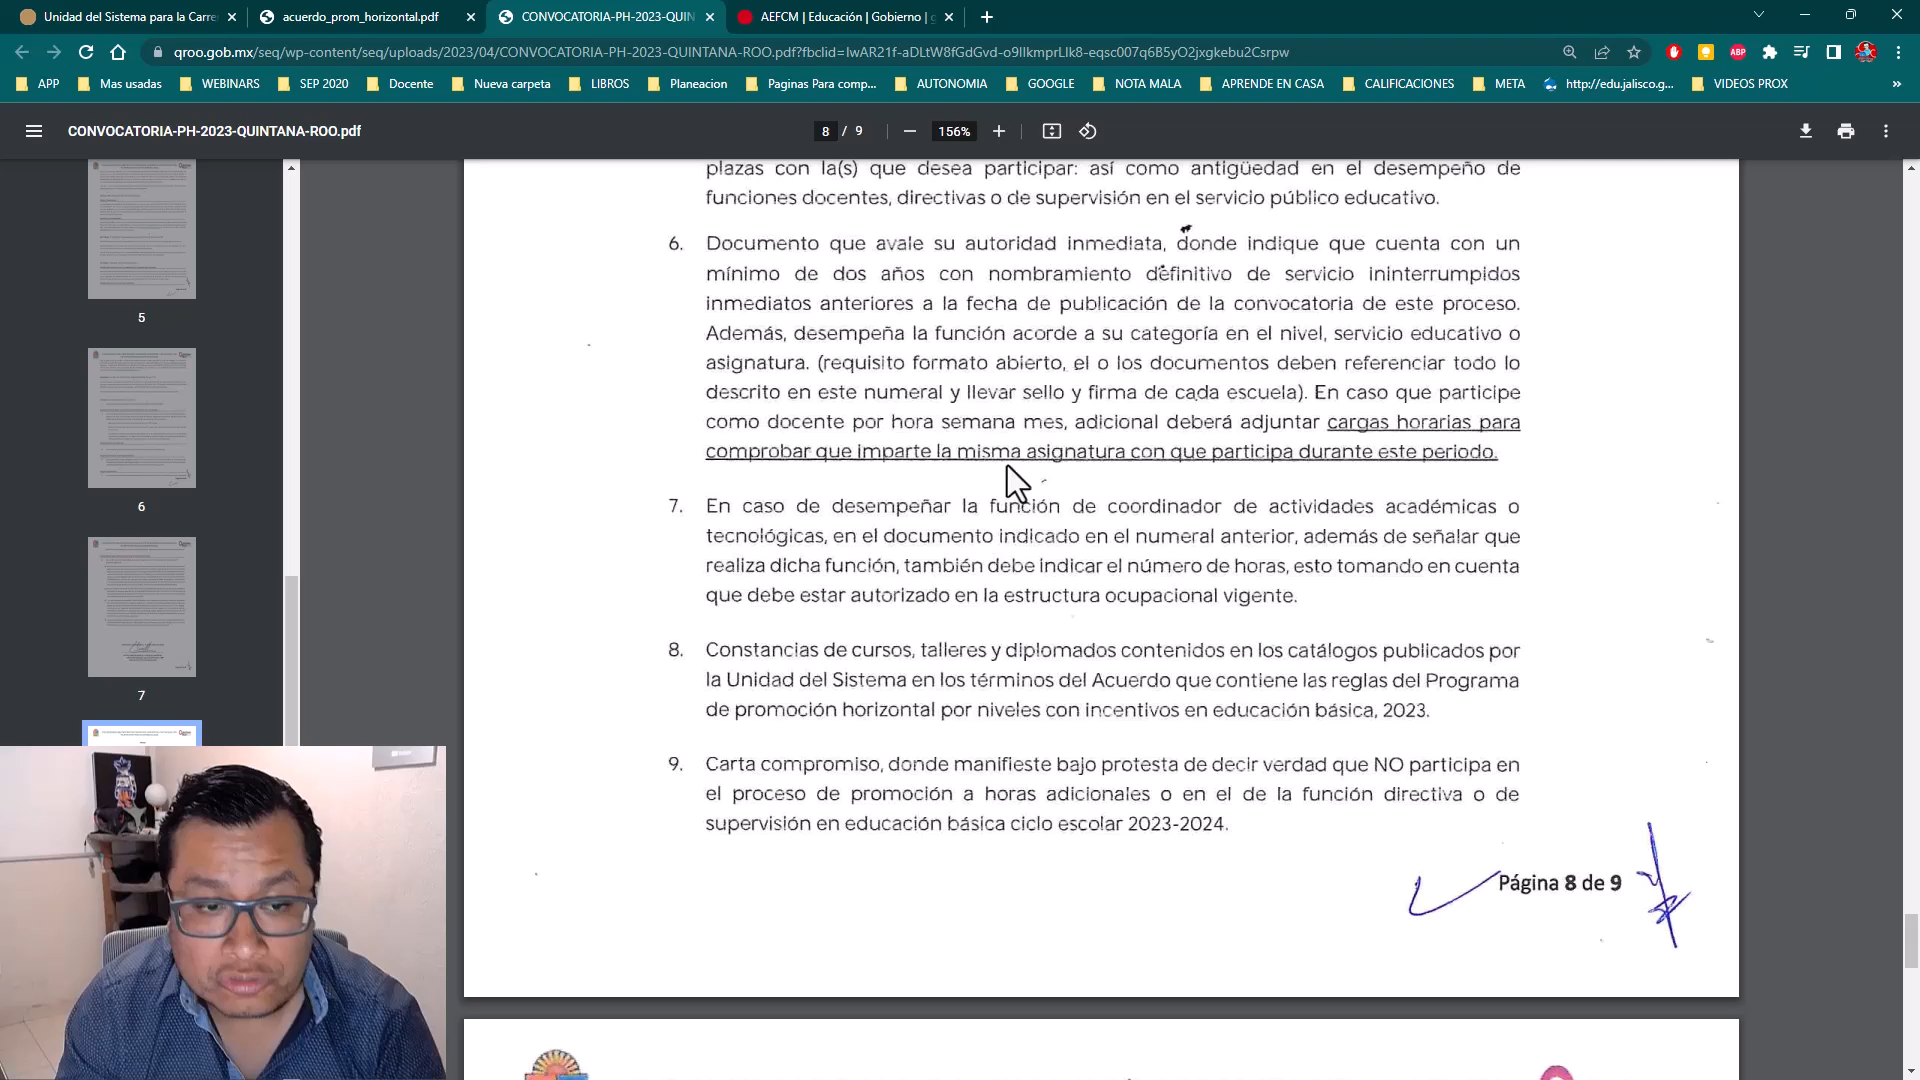 Unidad del Sistema para la Carre
acuerdo_prom_horizontal.pdf
CONVOCATORIA-PH-2023-QUIN
AEFCM | Educación | Gobierno | g
qroo.gob.mx/seq/wp-content/seq/uploads/2023/04/CONVOCATORIA-PH-2023-QUINTANA-ROO.pdf?fbclid=IwAR21f-aDLtW8fGdGvd-o9IIkmprLIk8-eqsc007q6B5yO2jxgkebu2Csrpw
APP
Mas usadas
WEBINARS
SEP 2020
Docente
Nueva carpeta
LIBROS
Planeacion
Paginas Para comp...
AUTONOMIA
GOOGLE
NOTA MALA
APRENDE EN CASA
CALIFICACIONES
META
http://edu.jalisco.g...
VIDEOS PROX
CONVOCATORIA-PH-2023-QUINTANA-ROO.pdf
8 / 9
156%
5
6
7
plazas con la(s) que desea participar: así como antigüedad en el desempeño de
funciones docentes, directivas o de supervisión en el servicio público educativo.
6. Documento que avale su autoridad inmediata, donde indique que cuenta con un
mínimo de dos años con nombramiento definitivo de servicio ininterrumpidos
inmediatos anteriores a la fecha de publicación de la convocatoria de este proceso.
Además, desempeña la función acorde a su categoría en el nivel, servicio educativo o
asignatura. (requisito formato abierto, el o los documentos deben referenciar todo lo
descrito en este numeral y llevar sello y firma de cada escuela). En caso que participe
como docente por hora semana mes, adicional deberá adjuntar cargas horarias para
comprobar que imparte la misma asignatura con que participa durante este periodo.
7. En caso de desempeñar la función de coordinador de actividades académicas o
tecnológicas, en el documento indicado en el numeral anterior, además de señalar que
realiza dicha función, también debe indicar el número de horas, esto tomando en cuenta
que debe estar autorizado en la estructura ocupacional vigente.
8. Constancias de cursos, talleres y diplomados contenidos en los catálogos publicados por
la Unidad del Sistema en los términos del Acuerdo que contiene las reglas del Programa
de promoción horizontal por niveles con incentivos en educación básica, 2023.
9. Carta compromiso, donde manifieste bajo protesta de decir verdad que NO participa en
el proceso de promoción a horas adicionales o en el de la función directiva o de
supervisión en educación básica ciclo escolar 2023-2024.
Página 8 de 9